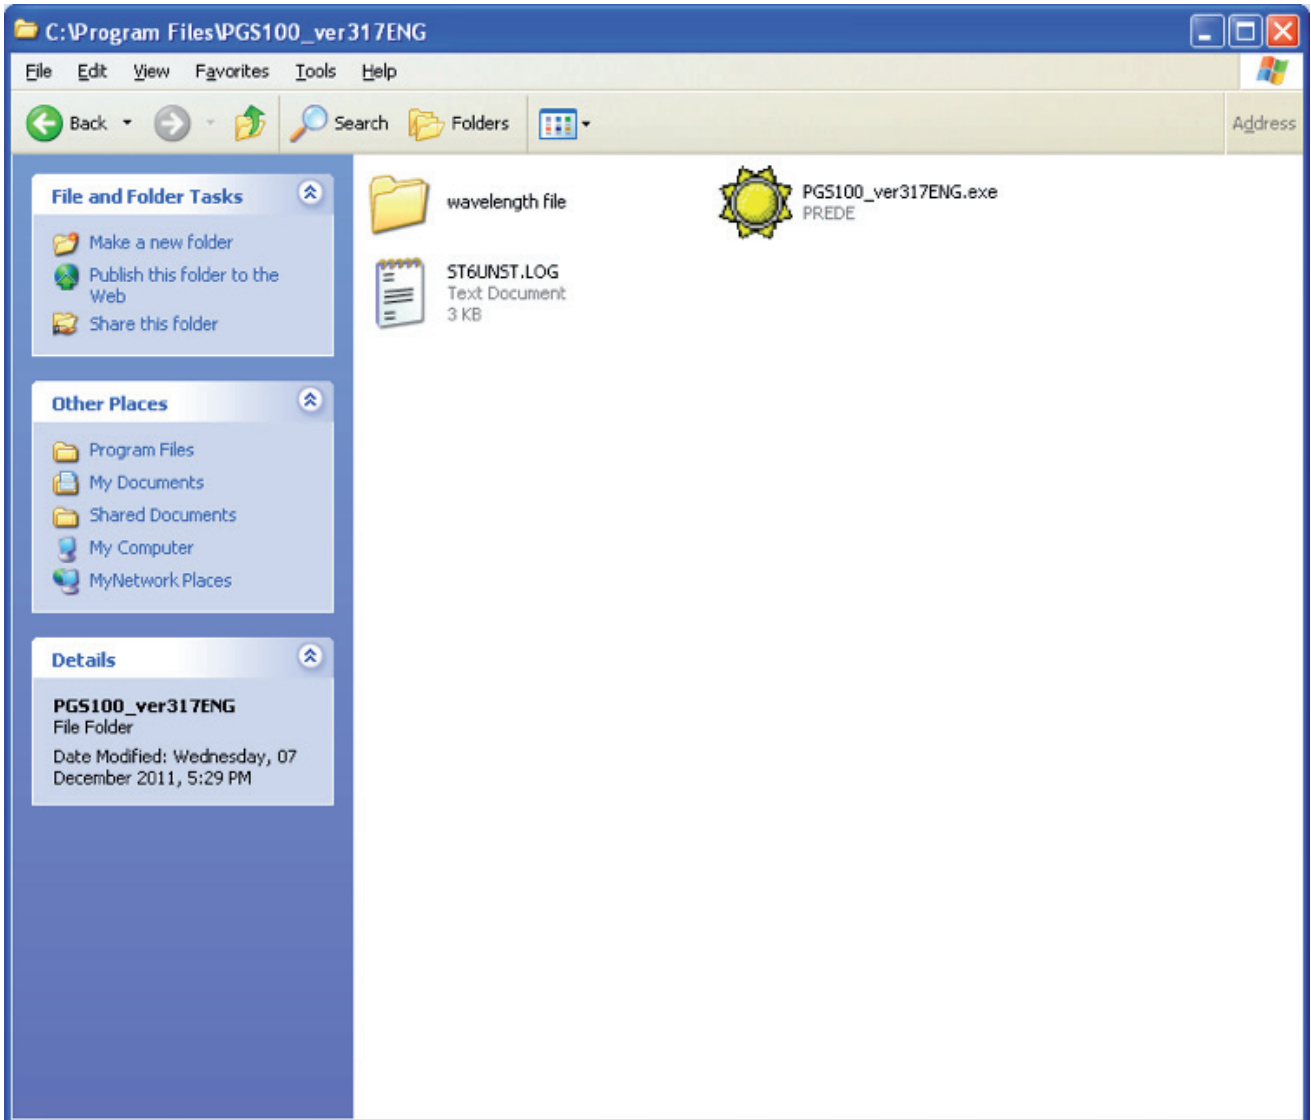 C:\Program Files\PGS100_ver317ENG
File Edit View Favorites Tools Help
Back Search Folders Address
File and Folder Tasks
Make a new folder
Publish this folder to the
Web
Share this folder
Other Places
Program Files
My Documents
Shared Documents
My Computer
MyNetwork Places
Details
PGS100_ver317ENG
File Folder
Date Modified: Wednesday, 07
December 2011, 5:29 PM
wavelength file
PGS100_ver317ENG.exe
PREDE
ST6UNST.LOG
Text Document
3 KB